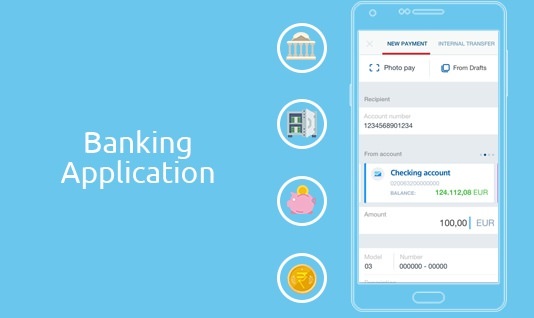 Banking
Application
NEW PAYMENT
INTERNAL TRANSFER
Photo pay
From Drafts
Recipient
Account number
1234568901234
From account
Checking account
020063200000000
BALANCE: 124.112,08 EUR
Amount
100,00 EUR
Model Number
03 000000 - 00000